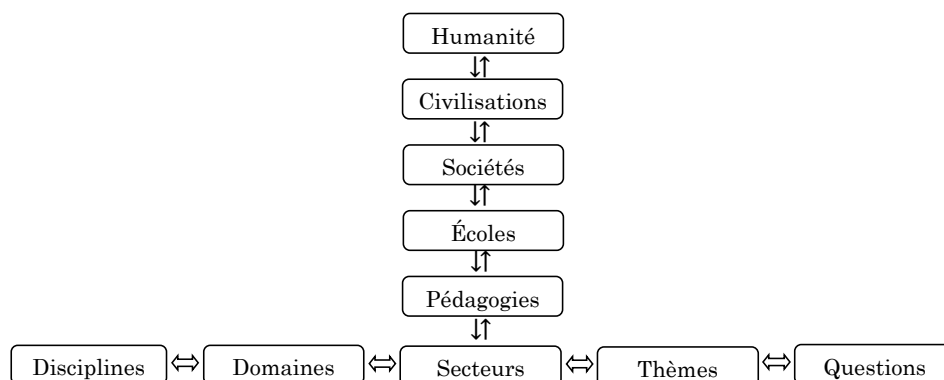 Humanité
Civilisations
Sociétés
Écoles
Pédagogies
Disciplines Domaines Secteurs Thèmes Questions